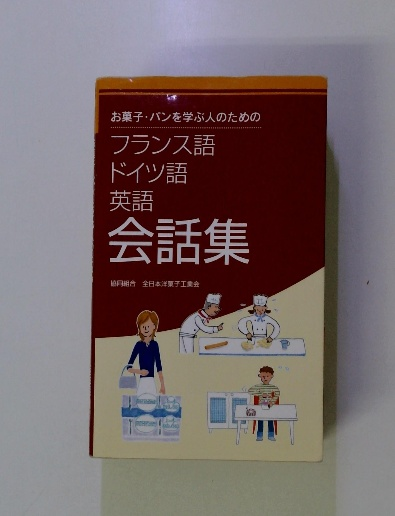 お菓子・パンを学ぶ人のための
フランス語
ドイツ語
英語
会話集
協同組合 全日本洋菓子工業会